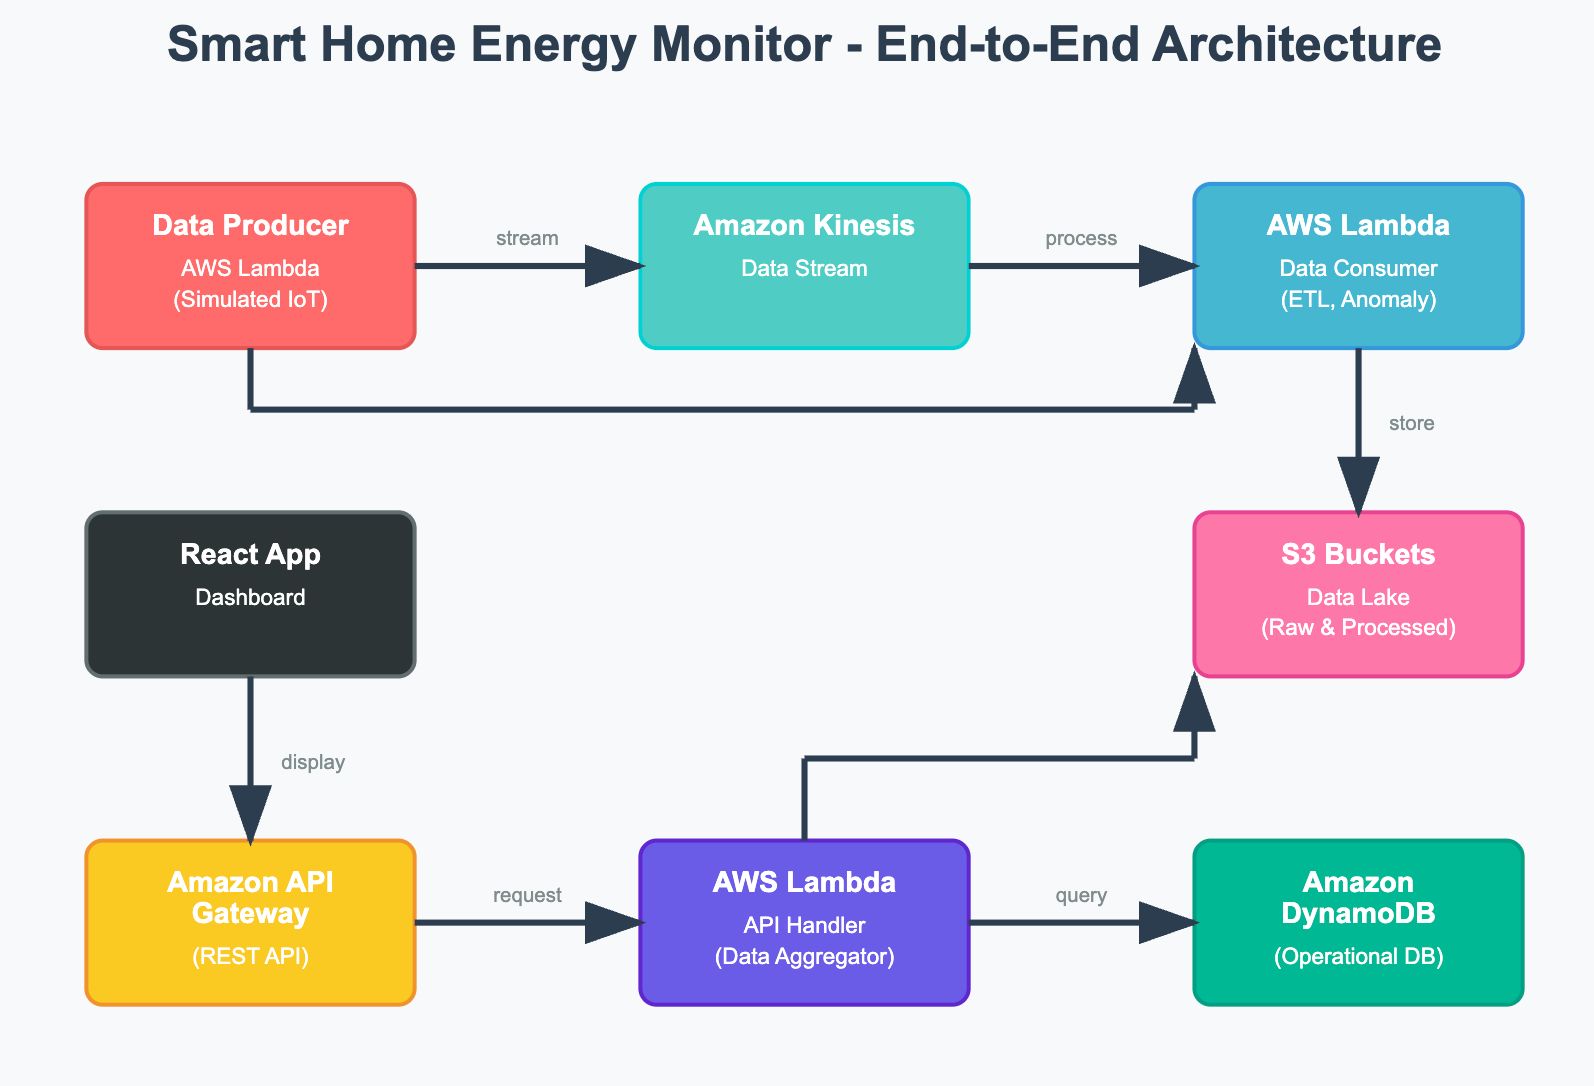 Smart Home Energy Monitor - End-to-End Architecture
Data Producer
AWS Lambda
(Simulated IoT)
stream
Amazon Kinesis
Data Stream
process
AWS Lambda
Data Consumer
(ETL, Anomaly)
store
React App
Dashboard
S3 Buckets
Data Lake
(Raw & Processed)
display
Amazon API
Gateway
(REST API)
request
AWS Lambda
API Handler
(Data Aggregator)
query
Amazon
DynamoDB
(Operational DB)